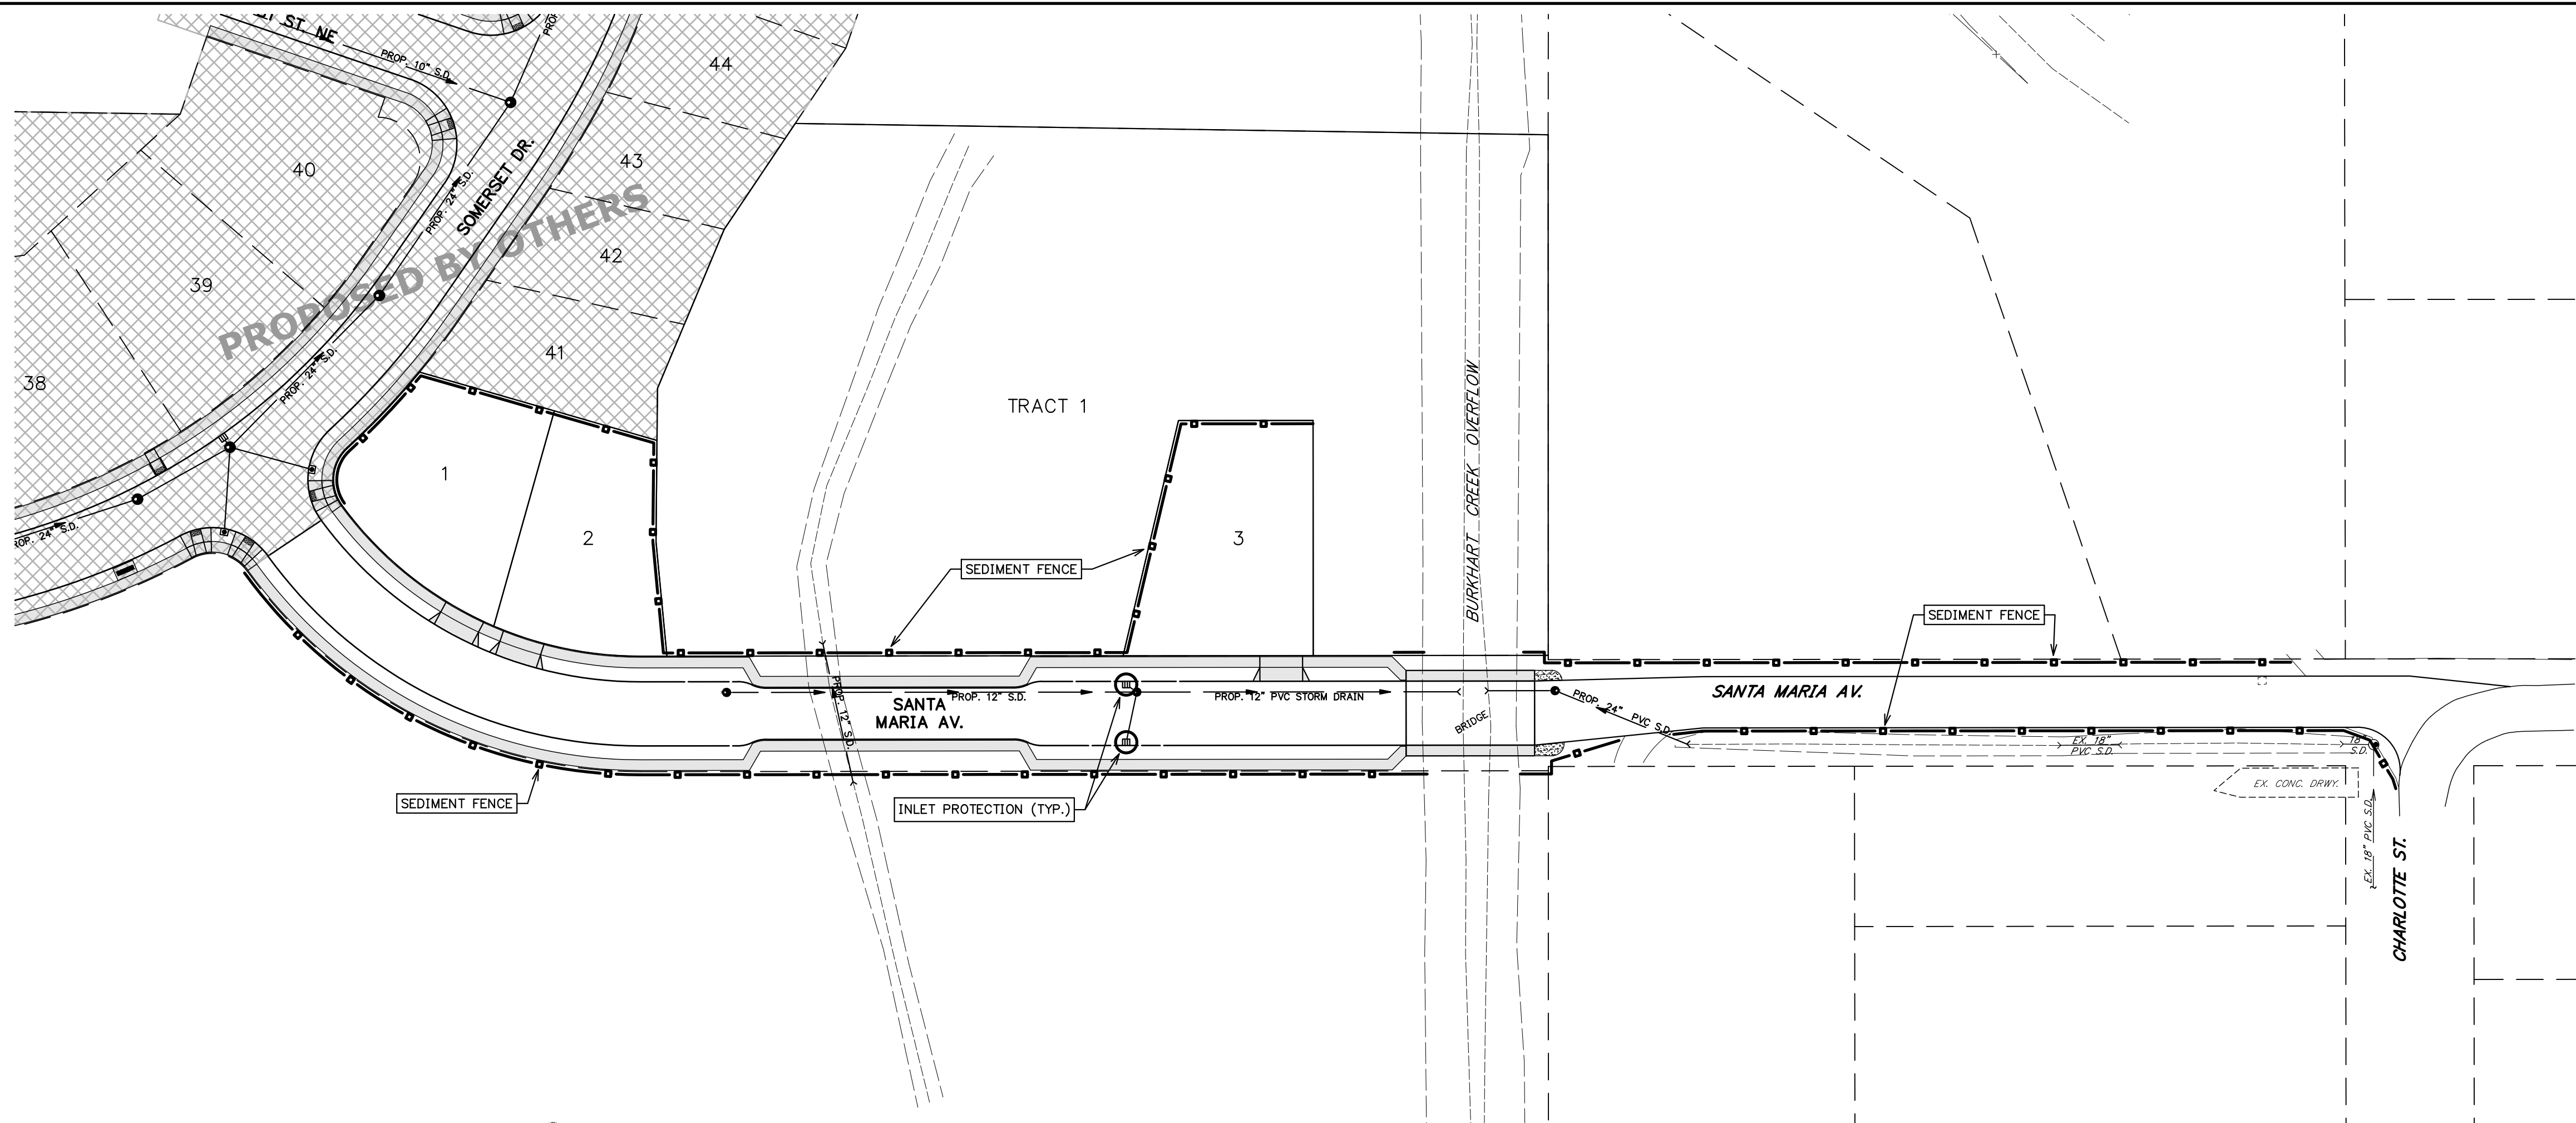 ST. NE
PROP. 10" S.D.
PROP.
44
43
42
41
40
39
38
SOMERSET DR.
PROP. 24" S.D.
PROP. 24" S.D.
PROP. 24" S.D.
PROPOSED BY OTHERS
TRACT 1
1
2
3
BURKHART CREEK OVERFLOW
SEDIMENT FENCE
SEDIMENT FENCE
SEDIMENT FENCE
INLET PROTECTION (TYP.)
PROP. 12" S.D.
SANTA
MARIA AV.
PROP. 12" S.D.
PROP. 12" PVC STORM DRAIN
BRIDGE
PROP. 24" PVC S.D.
SANTA MARIA AV.
EX. 18"
PVC S.D.
18"
S.D.
EX. CONC. DRWY.
EX. 18" PVC S.D.
CHARLOTTE ST.